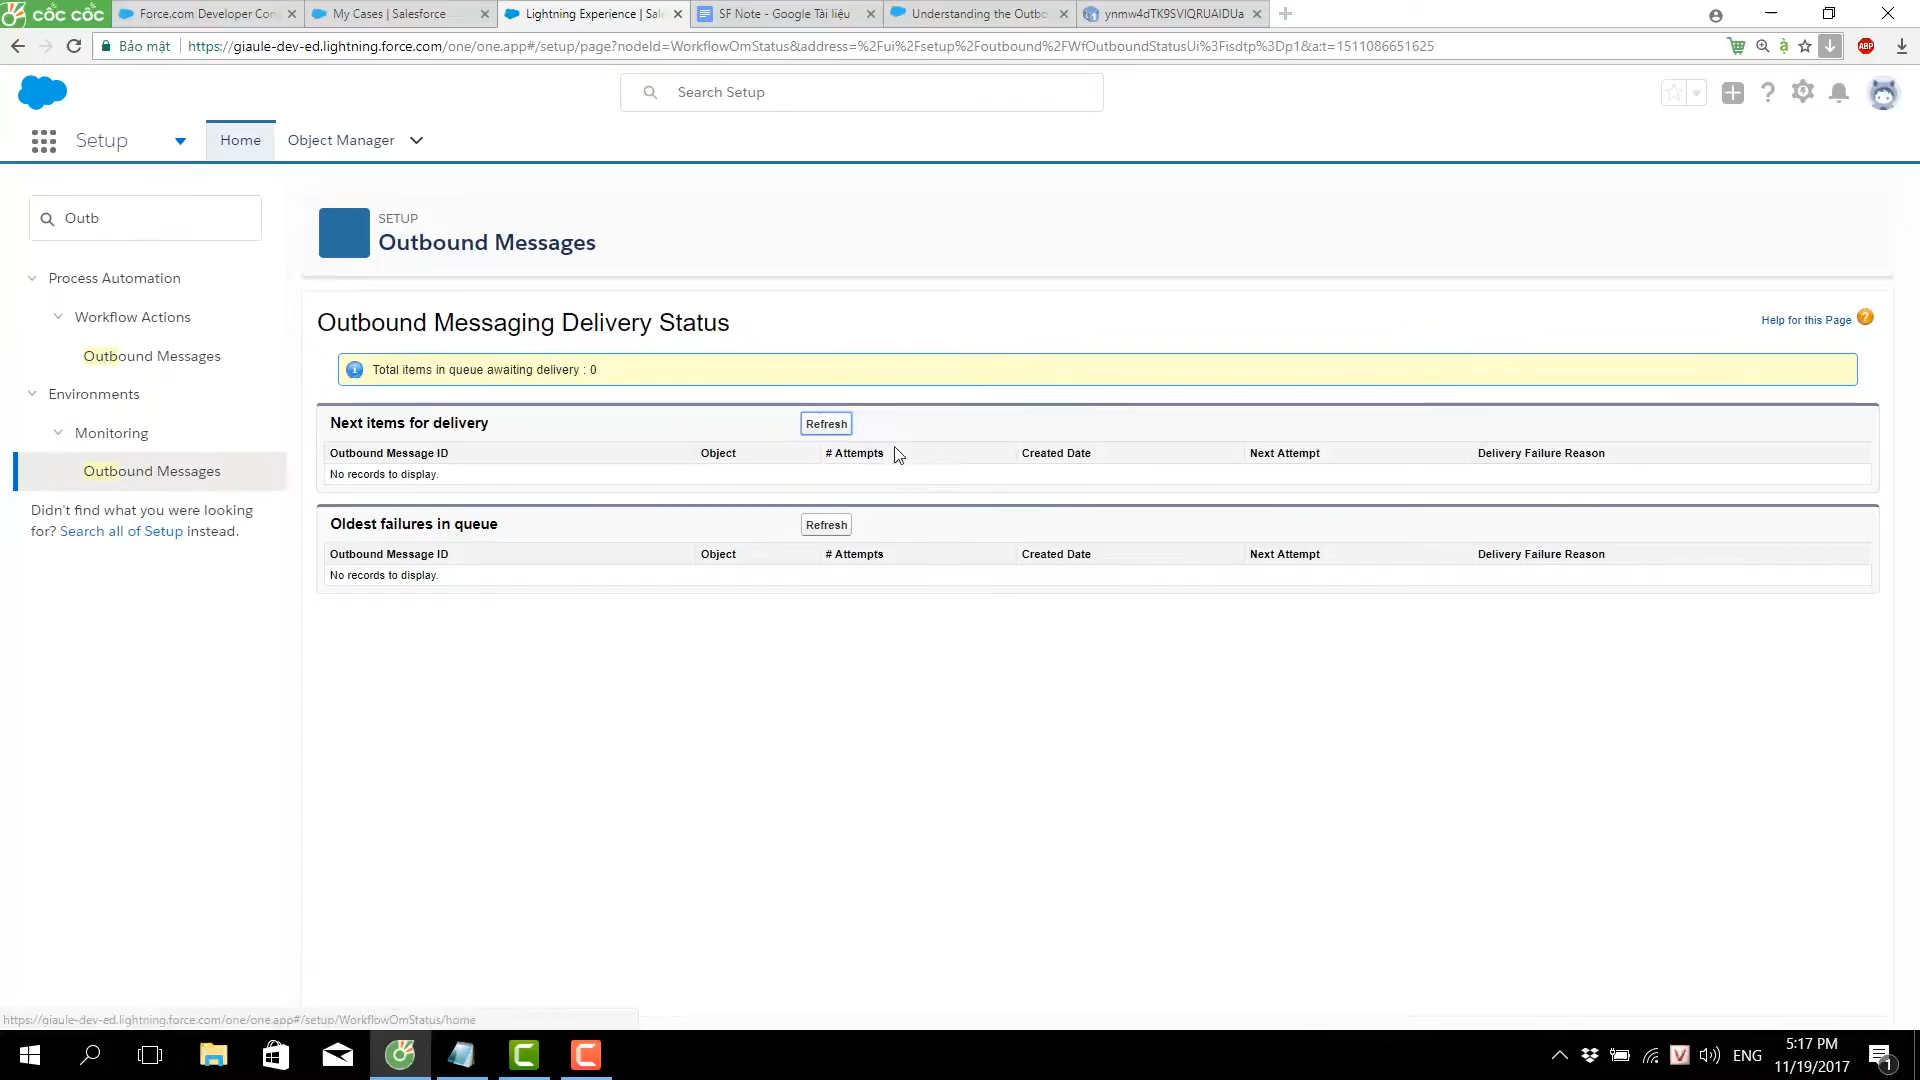 cốc cốc
Force.com Developer Con
My Cases | Salesforce
Lightning Experience | Sale
SF Note - Google Tài liệu
Understanding the Outbo
ynmw4dTK9SVIQRUAIDUa
Bảo mật
https://giaule-dev-ed.lightning.force.com/one/one.app#/setup/page?nodeId=WorkflowOmStatus&address=%2Fui%2Fsetup%2Foutbound%2FWfOutboundStatusUi%3Fisdtp%3Dp1&a:t=1511086651625
ABP
Search Setup
Setup
Home
Object Manager
Outb
Process Automation
Workflow Actions
Outbound Messages
Environments
Monitoring
Outbound Messages
Didn't find what you were looking
for? Search all of Setup instead.
SETUP
Outbound Messages
Outbound Messaging Delivery Status
Help for this Page
Total items in queue awaiting delivery : 0
Next items for delivery
Refresh
Outbound Message ID Object # Attempts Created Date Next Attempt Delivery Failure Reason
No records to display.
Oldest failures in queue
Refresh
Outbound Message ID Object # Attempts Created Date Next Attempt Delivery Failure Reason
No records to display.
https://giaule-dev-ed.lightning.force.com/one/one.app#/setup/WorkflowOmStatus/home
ENG
5:17 PM
11/19/2017
1